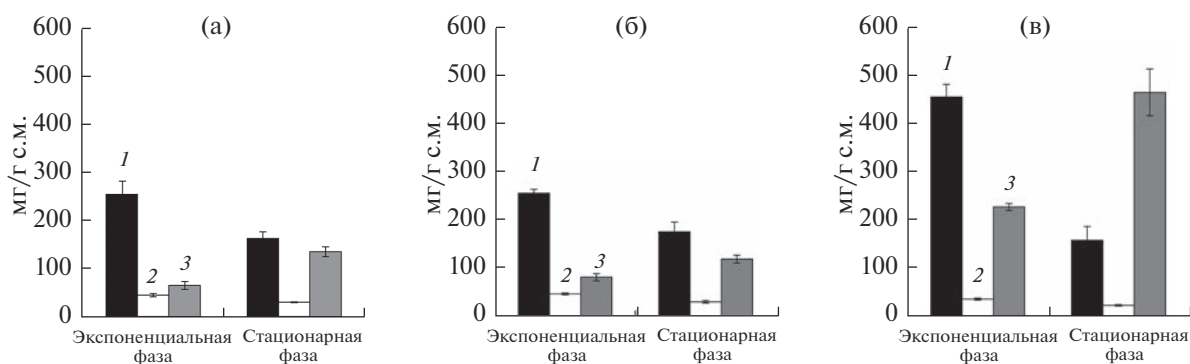 (а)
мг/г с.м.
600
500
400
300
200
100
0
1
2
3
Экспоненциальная
фаза
Стационарная
фаза
(б)
мг/г с.м.
600
500
400
300
200
100
0
1
2
3
Экспоненциальная
фаза
Стационарная
фаза
(в)
мг/г с.м.
600
500
400
300
200
100
0
1
2
3
Экспоненциальная
фаза
Стационарная
фаза